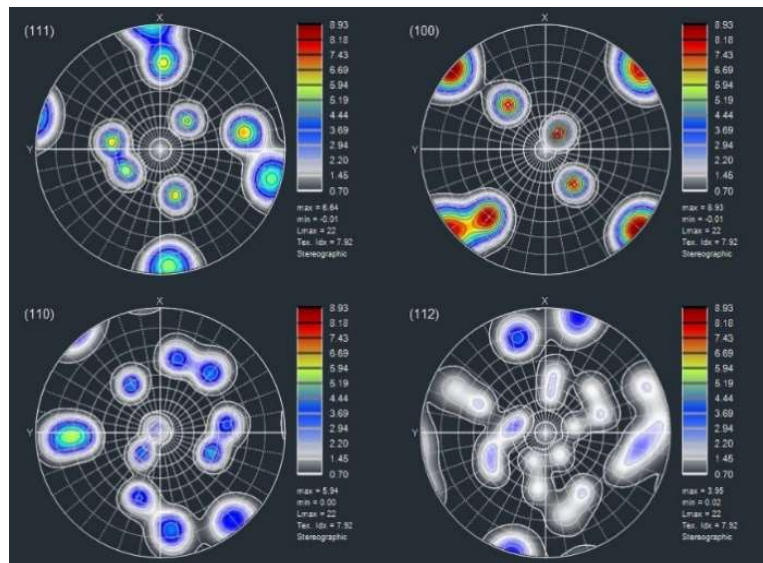 (111)
X
Y
8.93
8.18
7.43
6.69
5.94
5.19
4.44
3.69
2.94
2.20
1.45
0.70
max = 6.64
min = -0.01
Lmax = 22
Tex. Idx = 7.92
Stereographic
(100)
X
Y
8.93
8.18
7.43
6.69
5.94
5.19
4.44
3.69
2.94
2.20
1.45
0.70
max = 8.93
min = -0.01
Lmax = 22
Tex. Idx = 7.92
Stereographic
(110)
X
Y
8.93
8.18
7.43
6.69
5.94
5.19
4.44
3.69
2.94
2.20
1.45
0.70
max = 5.94
min = 0.00
Lmax = 22
Tex. Idx = 7.92
Stereographic
(112)
X
Y
8.93
8.18
7.43
6.69
5.94
5.19
4.44
3.69
2.94
2.20
1.45
0.70
max = 3.95
min = 0.02
Lmax = 22
Tex. Idx = 7.92
Stereographic